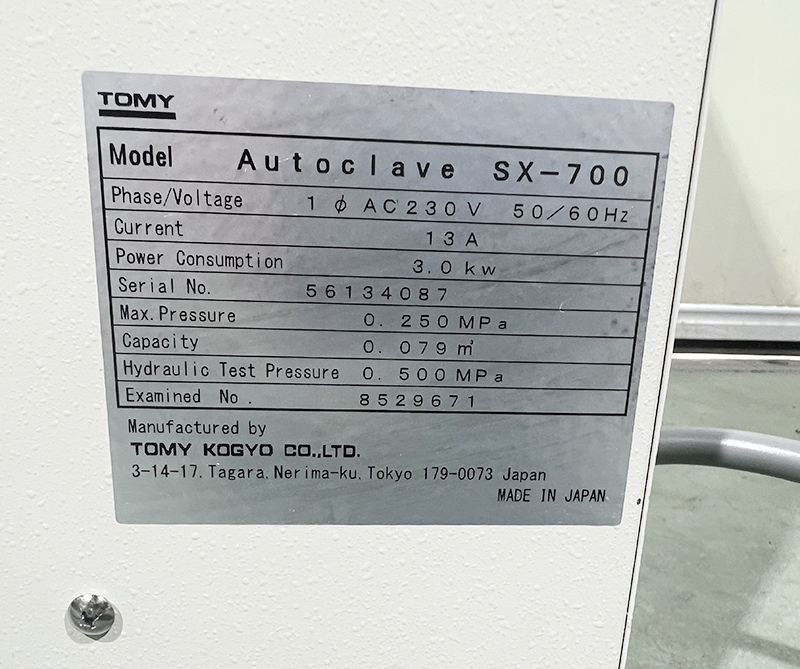 TOMY
Model Autoclave SX-700
Phase/Voltage 1 φ AC230V 50/60Hz
Current 13A
Power Consumption 3.0kw
Serial No. 56134087
Max.Pressure 0.250MPa
Capacity 0.079㎥
Hydraulic Test Pressure 0.500MPa
Examined No. 8529671
Manufactured by
TOMY KOGYO CO.,LTD.
3-14-17, Tagara, Nerima-ku, Tokyo 179-0073 Japan
MADE IN JAPAN